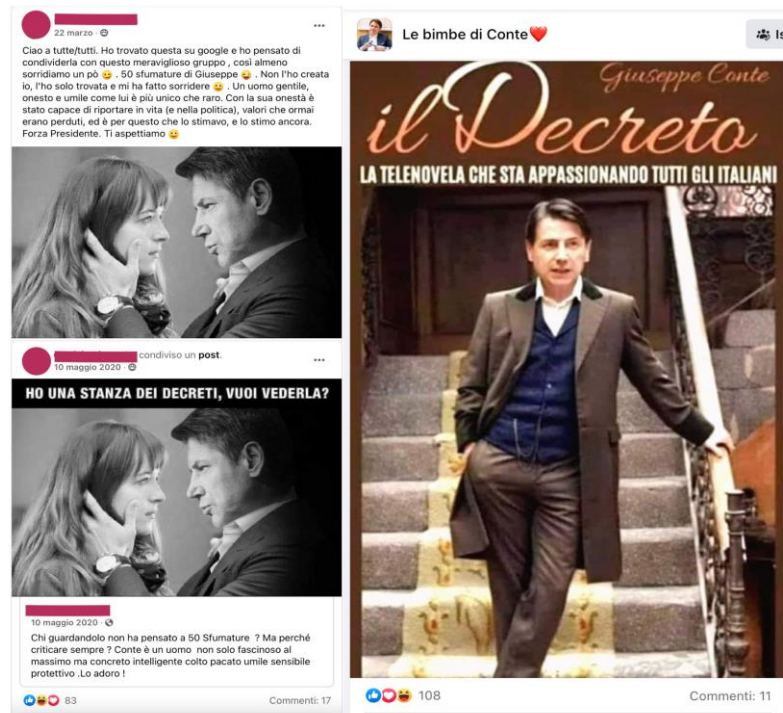 22 marzo ·
Ciao a tutte/tutti. Ho trovato questa su google e ho pensato di
condividerla con questo meraviglioso gruppo , così almeno
sorridiamo un pò 😉 . 50 sfumature di Giuseppe 😜 . Non l'ho creata
io, l'ho solo trovata e mi ha fatto sorridere 😉 . Un uomo gentile,
onesto e umile come lui è più unico che raro. Con la sua onestà è
stato capace di riportare in vita (e nella politica), valori che ormai
erano perduti, ed è per questo che lo stimavo, e lo stimo ancora.
Forza Presidente. Ti aspettiamo 😉
condiviso un post.
10 maggio 2020 ·
HO UNA STANZA DEI DECRETI, VUOI VEDERLA?
10 maggio 2020 ·
Chi guardandolo non ha pensato a 50 Sfumature ? Ma perché
criticare sempre ? Conte è un uomo non solo fascinoso al
massimo ma concreto intelligente colto pacato umile sensibile
protettivo .Lo adoro !
83
Commenti: 17
Le bimbe di Conte❤️
Giuseppe Conte
il Decreto
LA TELENOVELA CHE STA APPASSIONANDO TUTTI GLI ITALIANI
108
Commenti: 11